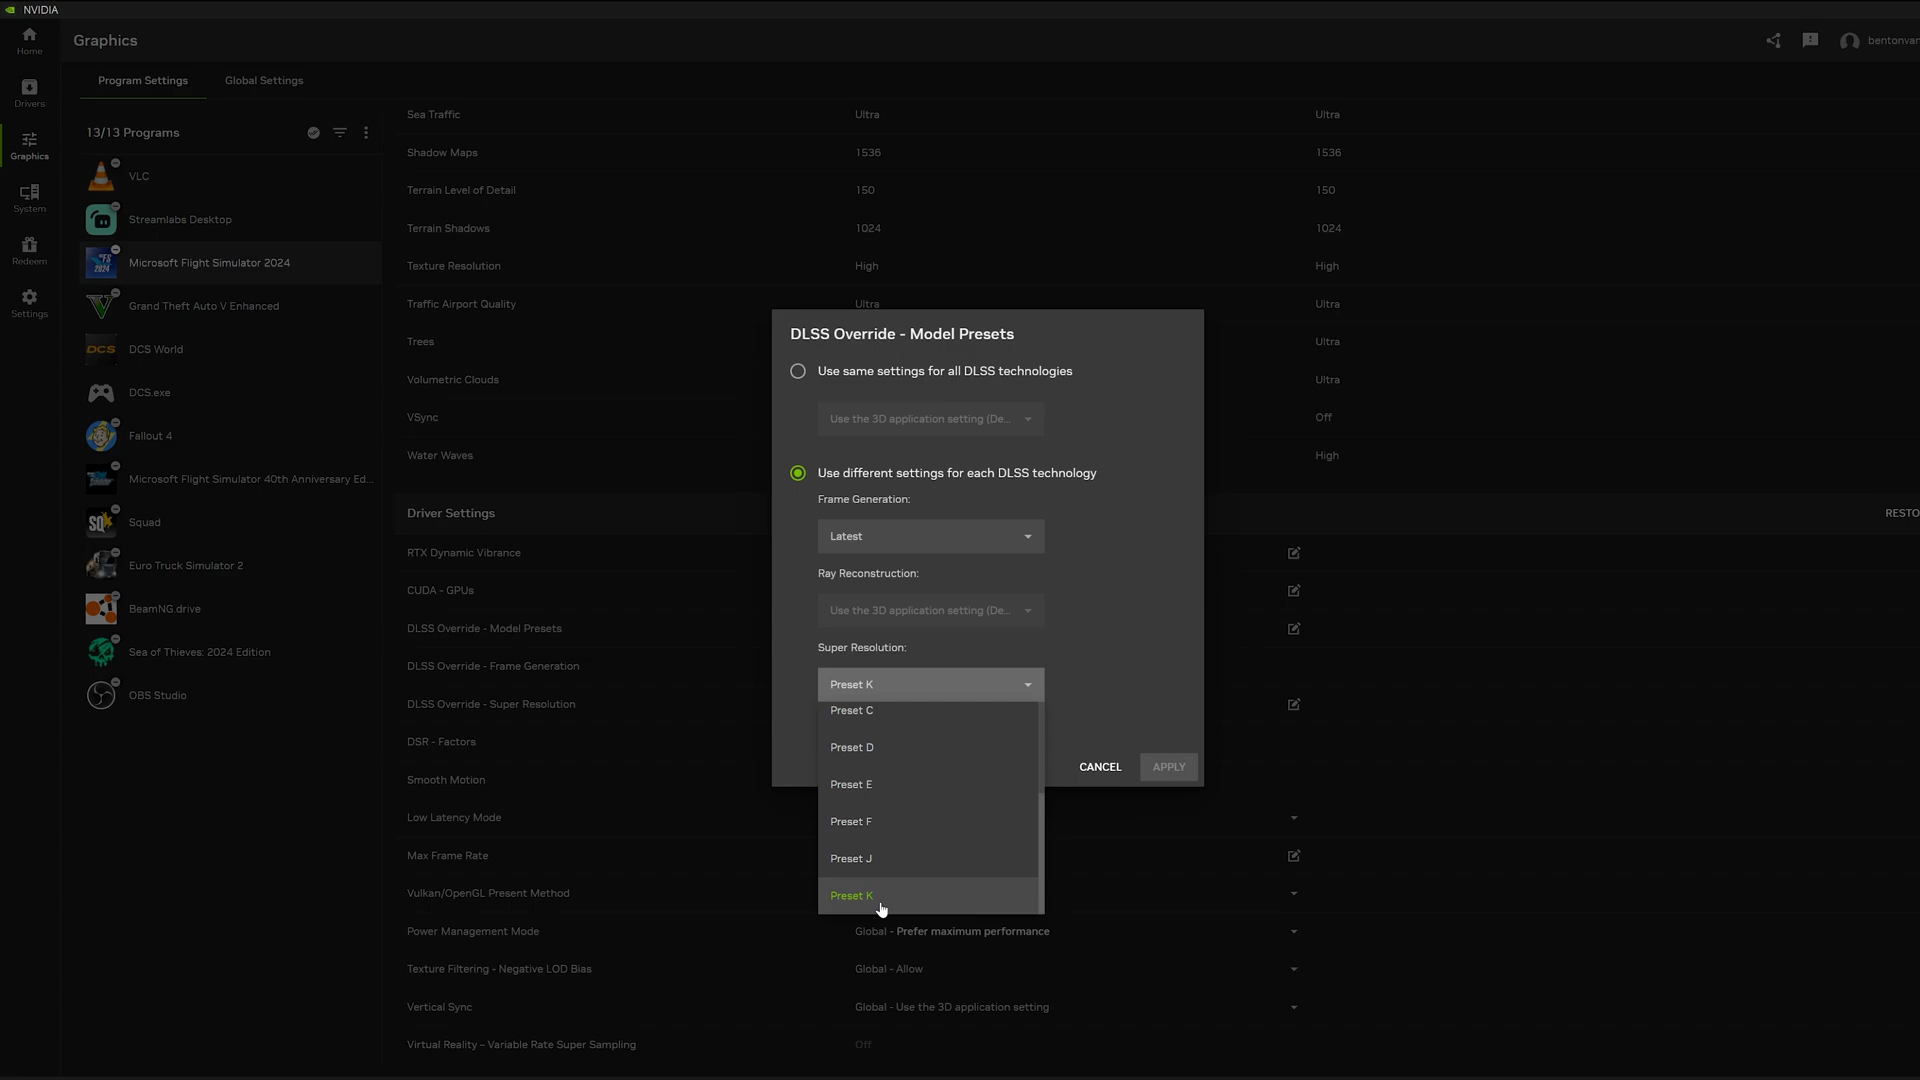 NVIDIA
Home
Drivers
Graphics
System
Redeem
Settings
Graphics
bentonvan
Program Settings
Global Settings
13/13 Programs
VLC
Streamlabs Desktop
Microsoft Flight Simulator 2024
Grand Theft Auto V Enhanced
DCS World
DCS.exe
Fallout 4
Microsoft Flight Simulator 40th Anniversary Ed...
Squad
Euro Truck Simulator 2
BeamNG.drive
Sea of Thieves: 2024 Edition
OBS Studio
Sea Traffic Ultra Ultra
Shadow Maps 1536 1536
Terrain Level of Detail 150 150
Terrain Shadows 1024 1024
Texture Resolution High High
Traffic Airport Quality Ultra Ultra
Trees Ultra
Volumetric Clouds Ultra
VSync Off
Water Waves High
Driver Settings RESTO
RTX Dynamic Vibrance
CUDA - GPUs
DLSS Override - Model Presets
DLSS Override - Frame Generation
DLSS Override - Super Resolution
DSR - Factors
Smooth Motion
Low Latency Mode
Max Frame Rate
Vulkan/OpenGL Present Method
Power Management Mode Global - Prefer maximum performance
Texture Filtering - Negative LOD Bias Global - Allow
Vertical Sync Global - Use the 3D application setting
Virtual Reality – Variable Rate Super Sampling Off
DLSS Override - Model Presets
Use same settings for all DLSS technologies
Use the 3D application setting (De...
Use different settings for each DLSS technology
Frame Generation:
Latest
Ray Reconstruction:
Use the 3D application setting (De...
Super Resolution:
Preset K
Preset C
Preset D
Preset E
Preset F
Preset J
Preset K
CANCEL
APPLY